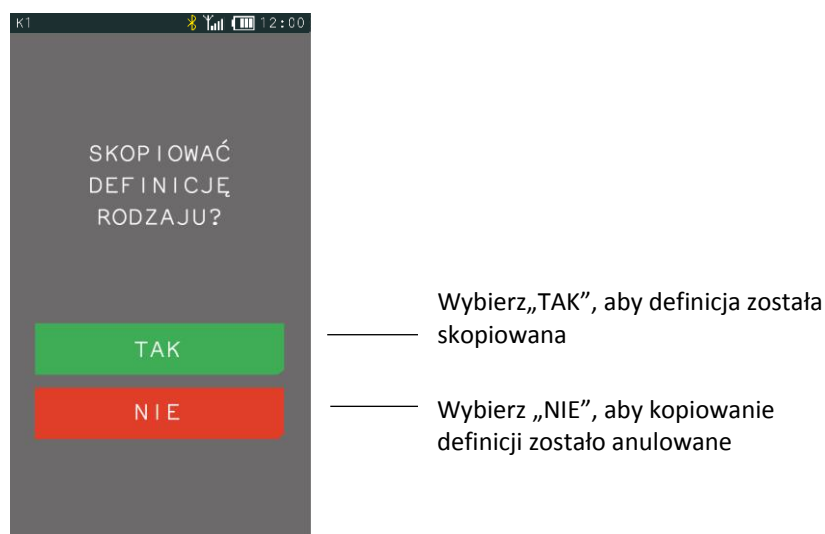 K1 12:00
SKOPIOWAĆ
DEFINICJĘ
RODZAJU?
TAK
NIE
Wybierz„TAK”, aby definicja została
skopiowana
Wybierz „NIE”, aby kopiowanie
definicji zostało anulowane